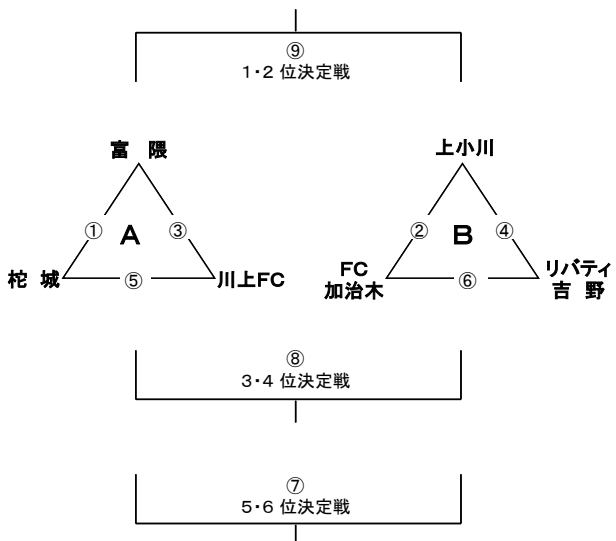 ⑨
1・2 位決定戦
富　隈
上小川
①
A
③
②
B
④
柁　城
⑤
川上FC
FC
加治木
⑥
リバティ
吉　野
⑧
3・4 位決定戦
⑦
5・6 位決定戦